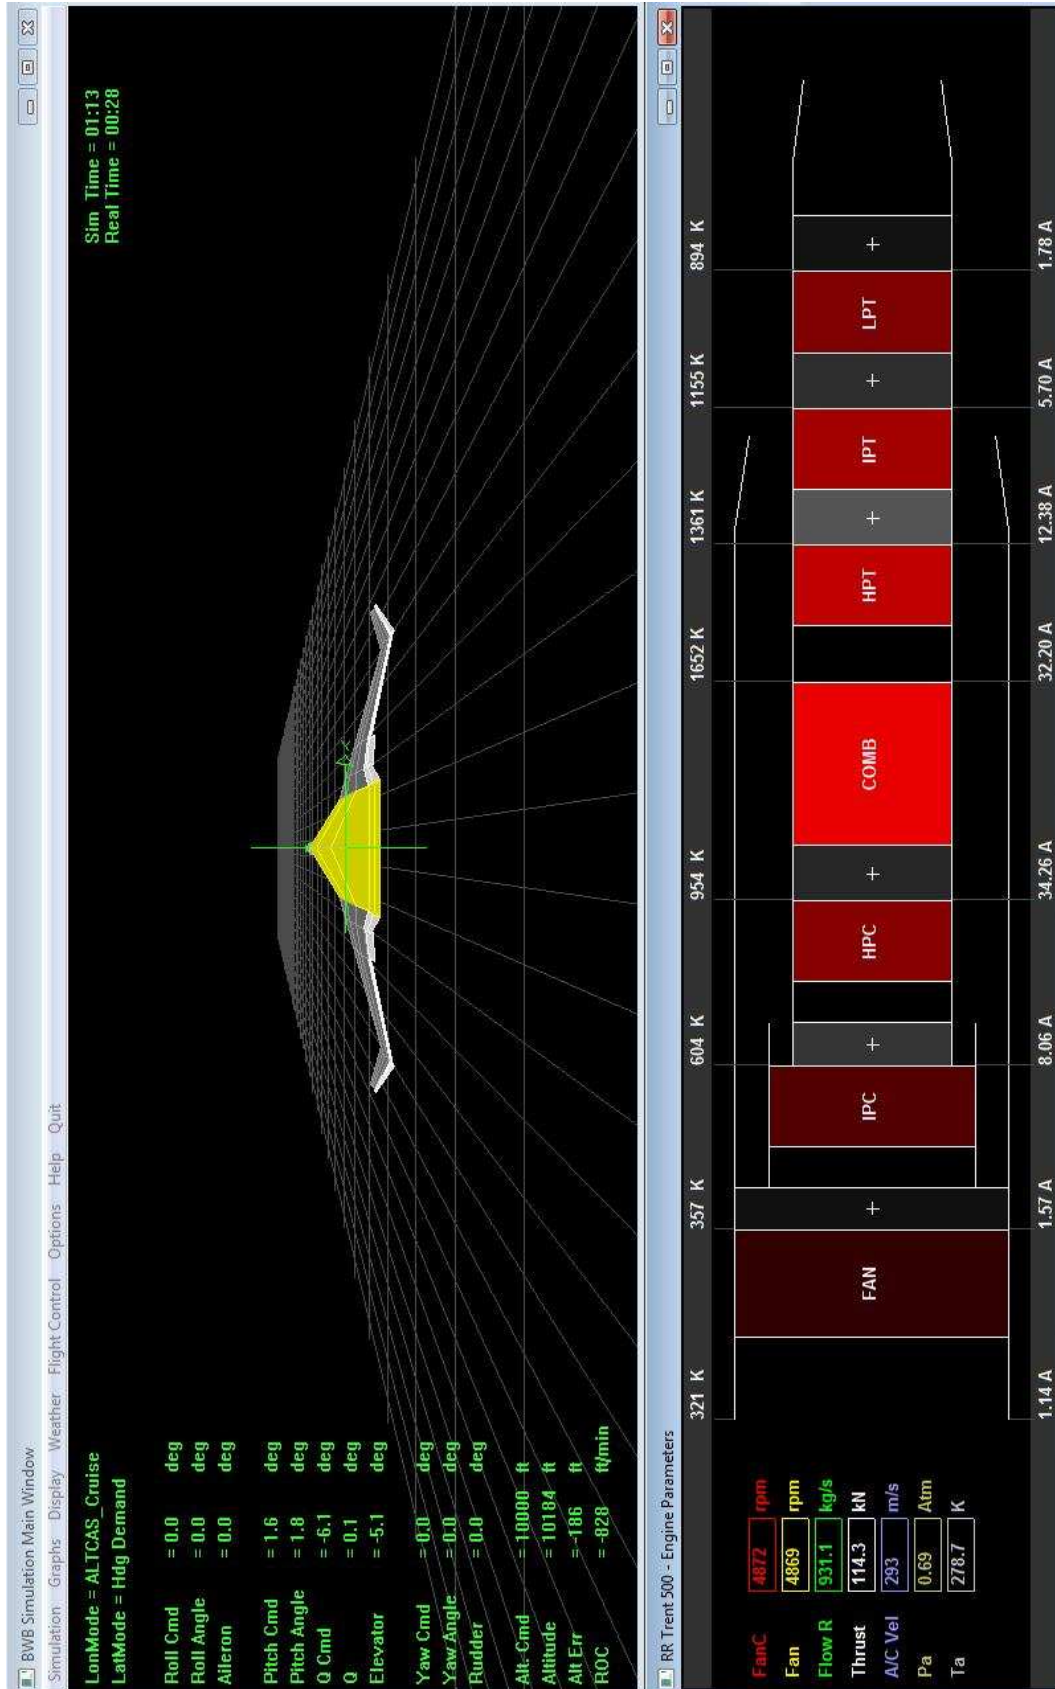 BWB Simulation Main Window
Simulation Graphs Display Weather Flight Control Options Help Quit
LonMode = ALTCAS_Cruise
LatMode = Hdg Demand
Sim Time = 01:13
Real Time = 00:28
Roll Cmd = 0.0 deg
Roll Angle = 0.0 deg
Aileron = 0.0 deg
Pitch Cmd = 1.6 deg
Pitch Angle = 1.8 deg
Q Cmd = -6.1 deg
Q = 0.1 deg
Elevator = -5.1 deg
Yaw Cmd = 0.0 deg
Yaw Angle = 0.0 deg
Rudder = 0.0 deg
Alt. Cmd = 10000 ft
Altitude = 10184 ft
Alt Err = -186 ft
ROC = -828 ft/min
RR Trent 500 - Engine Parameters
FanC 4872 rpm
Fan 4869 rpm
Flow R 931.1 kg/s
Thrust 114.3 kN
A/C Vel 293 m/s
Pa 0.69 Atm
Ta 278.7 K
321 K 357 K 604 K 954 K 1652 K 1361 K 1155 K 894 K
FAN + IPC + HPC + COMB HPT + IPT + LPT +
1.14 A 1.57 A 8.06 A 34.26 A 32.20 A 12.38 A 5.70 A 1.78 A